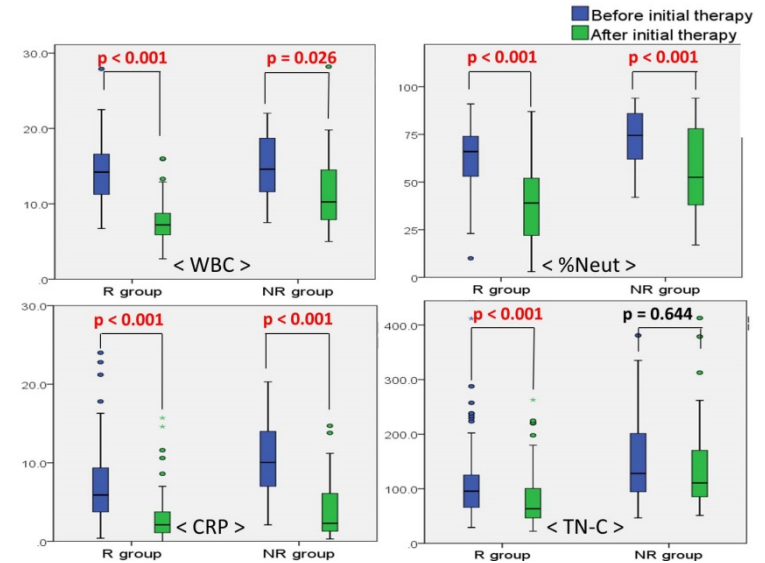 Before initial therapy
After initial therapy
p < 0.001
p = 0.026
30.0
20.0
10.0
.0
< WBC >
R group
NR group
p < 0.001
p < 0.001
100
75
50
25
0
< %Neut >
R group
NR group
p < 0.001
p < 0.001
30.0
20.0
10.0
.0
< CRP >
R group
NR group
p < 0.001
p = 0.644
400.0
300.0
200.0
100.0
.0
< TN-C >
R group
NR group